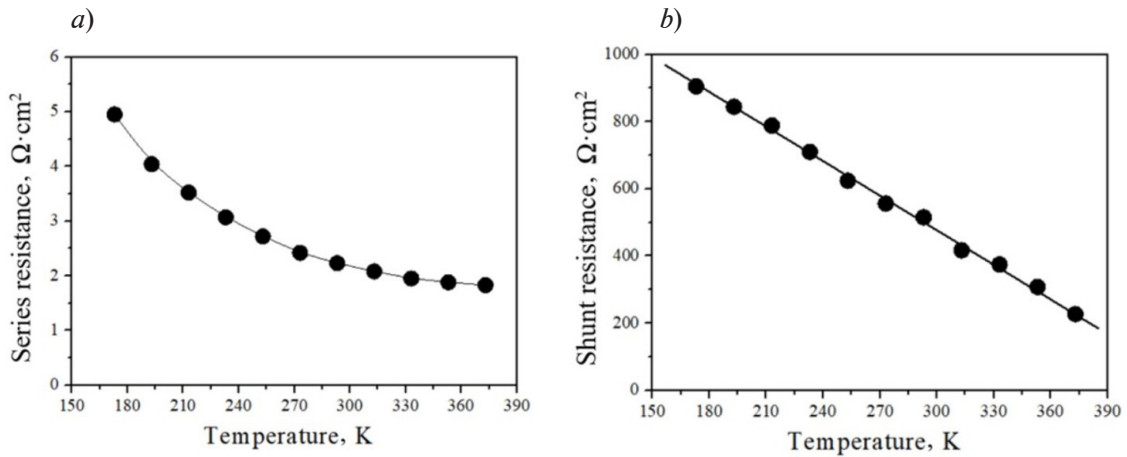 a)
Series resistance, Ω·cm²
6
5
4
3
2
1
0
150 180 210 240 270 300 330 360 390
Temperature, K
b)
Shunt resistance, Ω·cm²
1000
800
600
400
200
0
150 180 210 240 270 300 330 360 390
Temperature, K